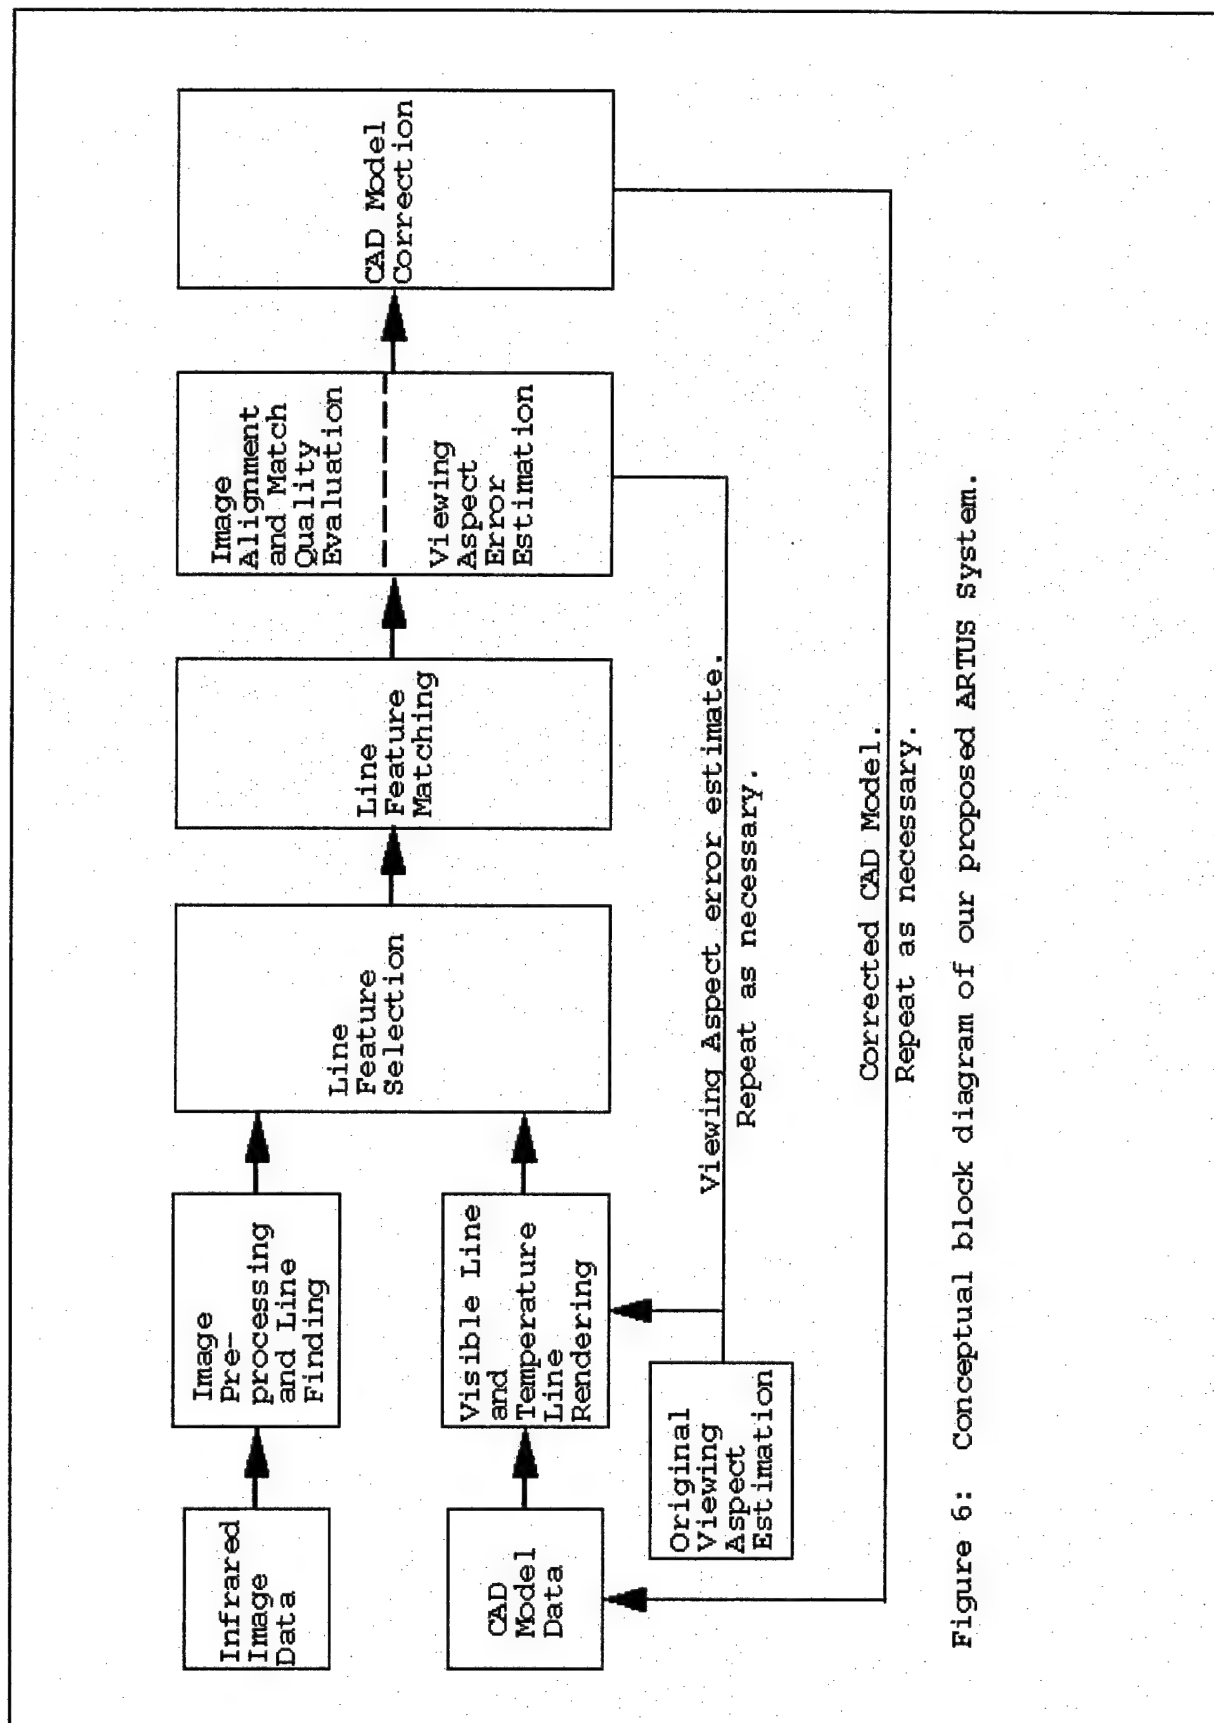 Infrared
Image
Data
Image
Pre-
processing
and Line
Finding
CAD
Model
Data
Visible Line
and
Temperature
Line
Rendering
Original
Viewing
Aspect
Estimation
Line
Feature
Selection
Line
Feature
Matching
Image
Alignment
and Match
Quality
Evaluation
Viewing
Aspect
Error
Estimation
CAD Model
Correction
Viewing Aspect error estimate.
Repeat as necessary.
Corrected CAD Model.
Repeat as necessary.
Figure 6: Conceptual block diagram of our proposed ARTUS System.